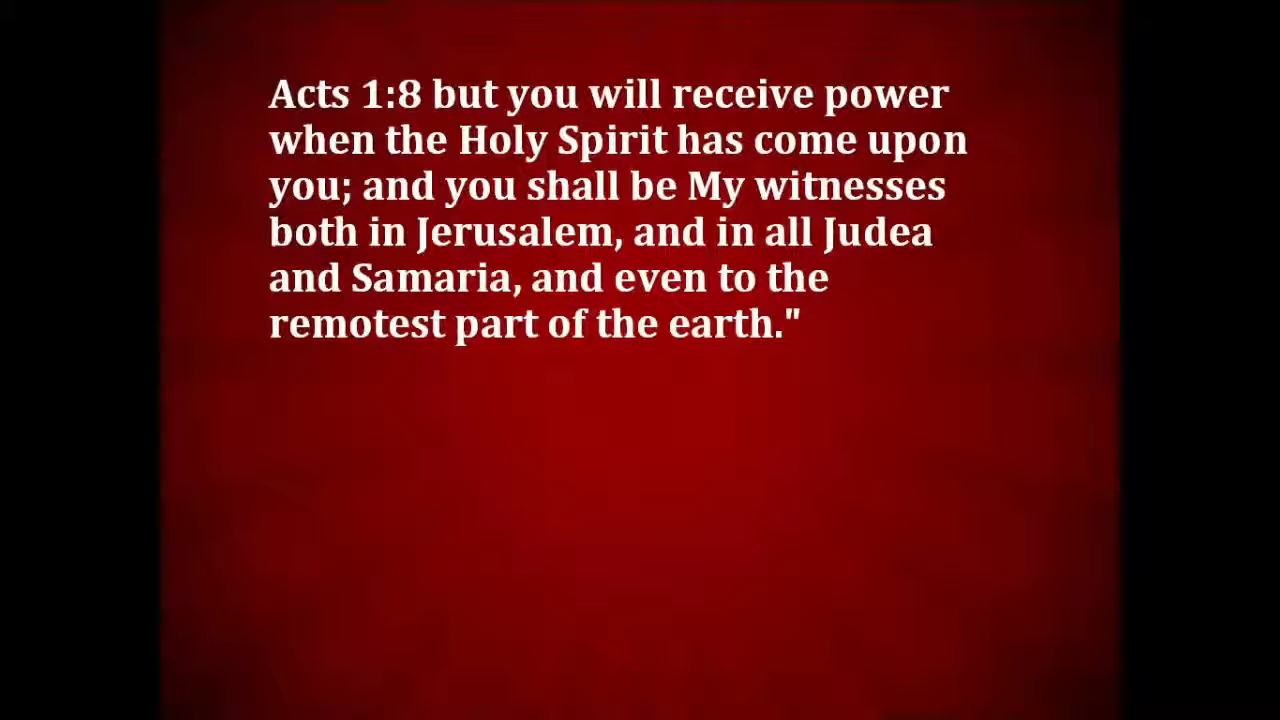 Acts 1:8 but you will receive power
when the Holy Spirit has come upon
you; and you shall be My witnesses
both in Jerusalem, and in all Judea
and Samaria, and even to the
remotest part of the earth."